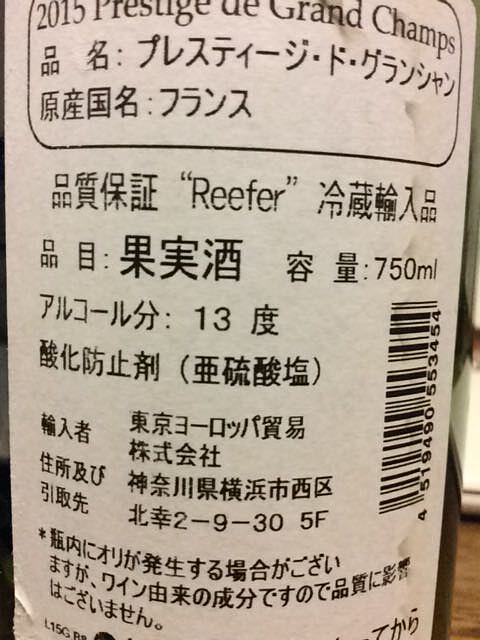 2015 Prestige de Grand Champs
品 名：プレスティージ・ド・グランシャン
原産国名：フランス
品質保証 “Reefer” 冷蔵輸入品
品 目：果実酒 容 量：750ml
アルコール分： 13 度
酸化防止剤（亜硫酸塩）
輸入者 東京ヨーロッパ貿易
株式会社
住所及び 神奈川県横浜市西区
引取先 北幸2－9－30 5F
4 519490 553454
＊瓶内にオリが発生する場合がござい
ますが、ワイン由来の成分ですので品質に影響
はございません。
L15G